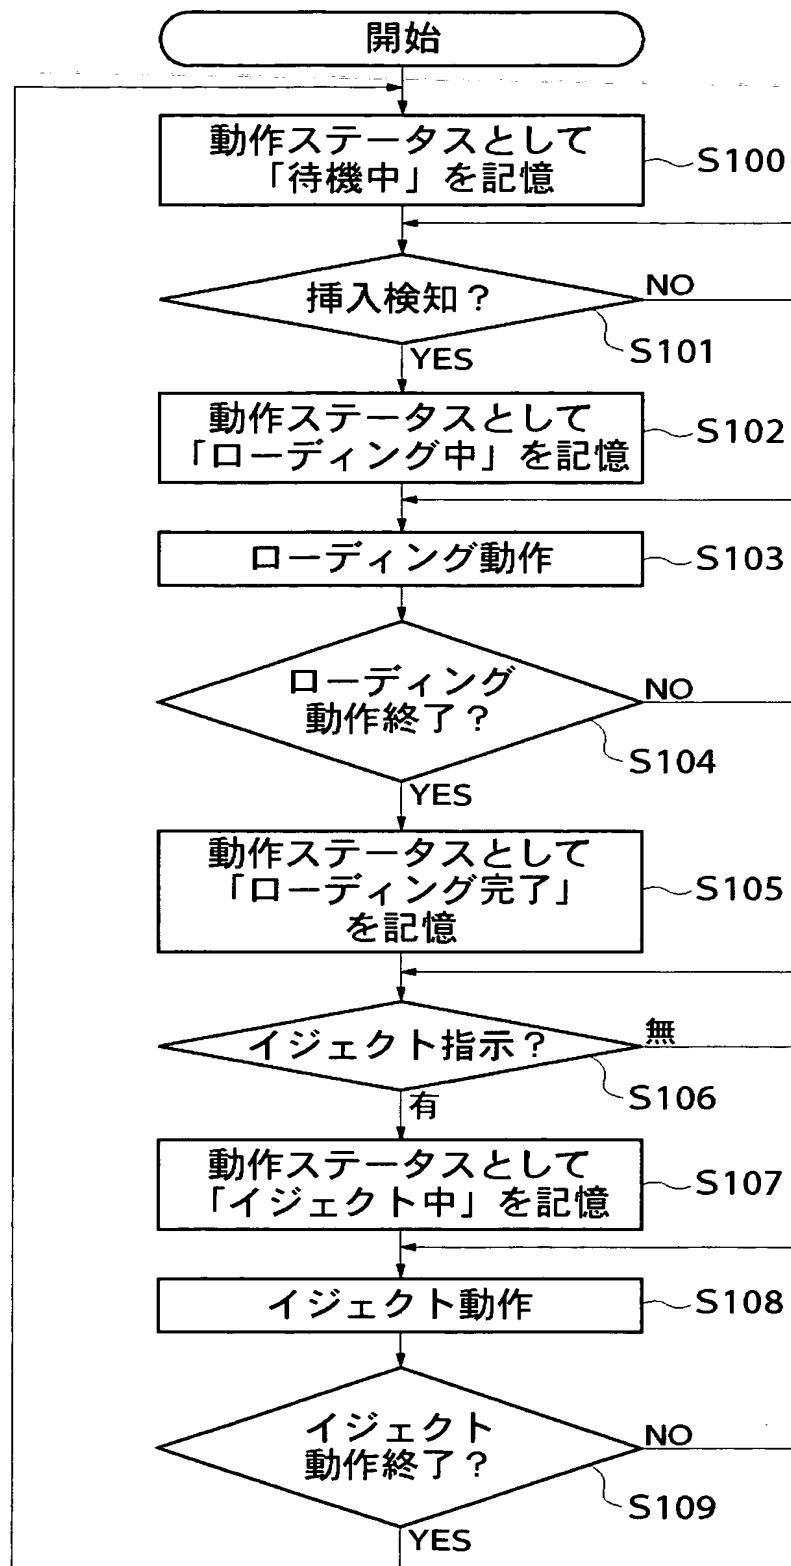 開始
動作ステータスとして
「待機中」を記憶
S100
挿入検知？
NO
S101
YES
動作ステータスとして
「ローディング中」を記憶
S102
ローディング動作
S103
ローディング
動作終了？
NO
S104
YES
動作ステータスとして
「ローディング完了」
を記憶
S105
イジェクト指示？
無
S106
有
動作ステータスとして
「イジェクト中」を記憶
S107
イジェクト動作
S108
イジェクト
動作終了？
NO
S109
YES